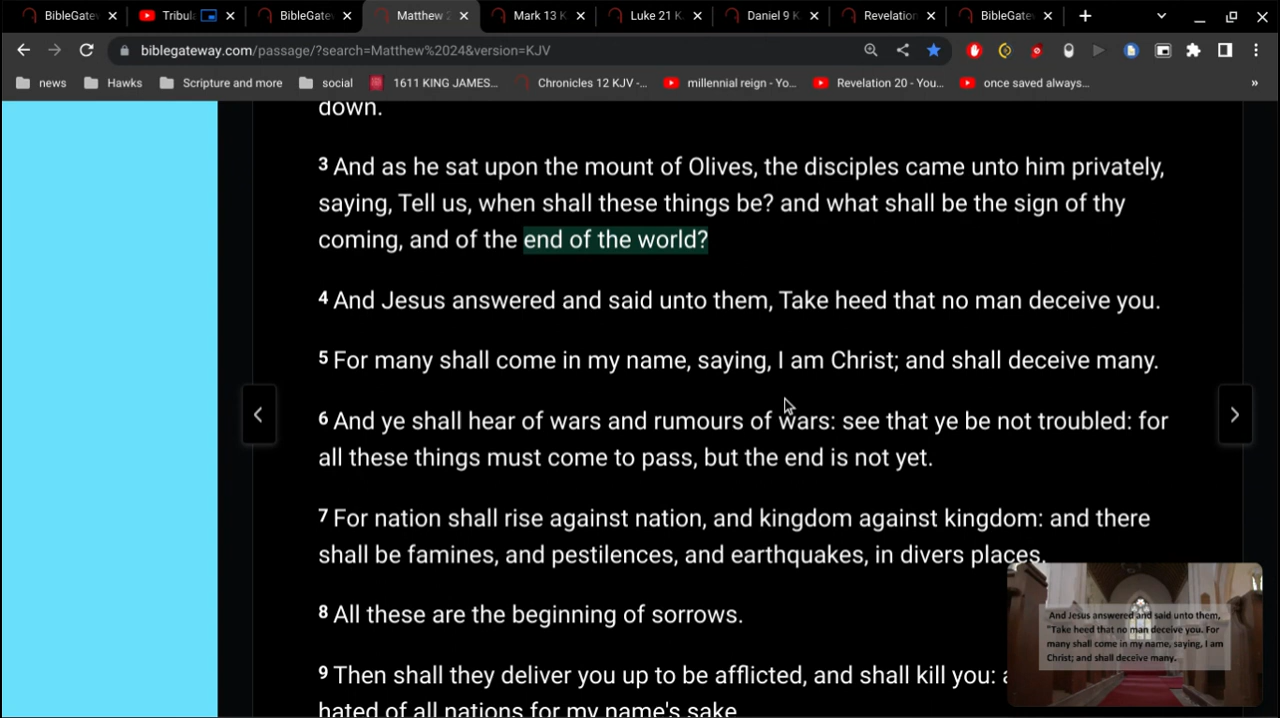 BibleGatew
Tribula
BibleGatew
Matthew 2
Mark 13 K
Luke 21 K
Daniel 9 K
Revelation
BibleGatew
biblegateway.com/passage/?search=Matthew%2024&version=KJV
news
Hawks
Scripture and more
social
1611 KING JAMES...
Chronicles 12 KJV -...
millennial reign - Yo...
Revelation 20 - You...
once saved always...
»
down.
3 And as he sat upon the mount of Olives, the disciples came unto him privately,
saying, Tell us, when shall these things be? and what shall be the sign of thy
coming, and of the end of the world?
4 And Jesus answered and said unto them, Take heed that no man deceive you.
5 For many shall come in my name, saying, I am Christ; and shall deceive many.
6 And ye shall hear of wars and rumours of wars: see that ye be not troubled: for
all these things must come to pass, but the end is not yet.
7 For nation shall rise against nation, and kingdom against kingdom: and there
shall be famines, and pestilences, and earthquakes, in divers places.
8 All these are the beginning of sorrows.
9 Then shall they deliver you up to be afflicted, and shall kill you: a
hated of all nations for my name's sake
And Jesus answered and said unto them,
"Take heed that no man deceive you. For
many shall come in my name, saying, I am
Christ; and shall deceive many.